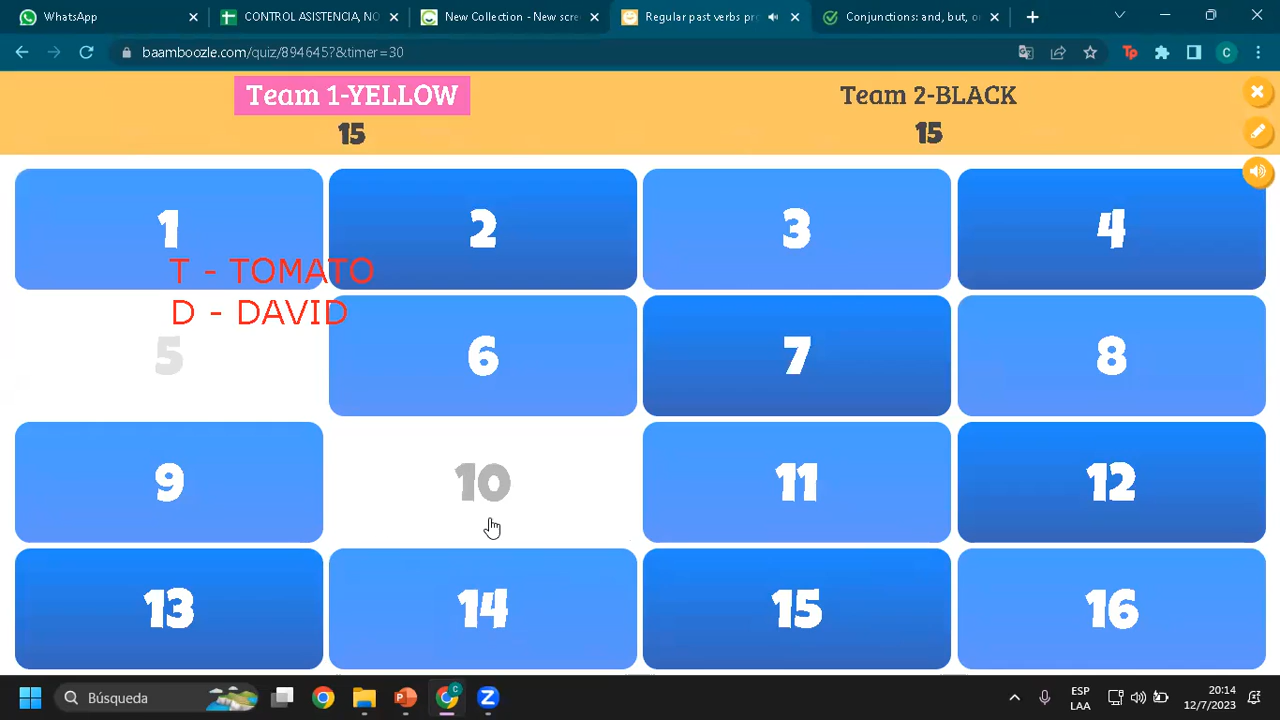 WhatsApp
CONTROL ASISTENCIA, NO
New Collection - New scre
Regular past verbs pr
Conjunctions: and, but, o
baamboozle.com/quiz/894645?&timer=30
Team 1-YELLOW
15
Team 2-BLACK
15
1
2
3
4
T - TOMATO
D - DAVID
5
6
7
8
9
10
11
12
13
14
15
16
Búsqueda
ESP
LAA
20:14
12/7/2023